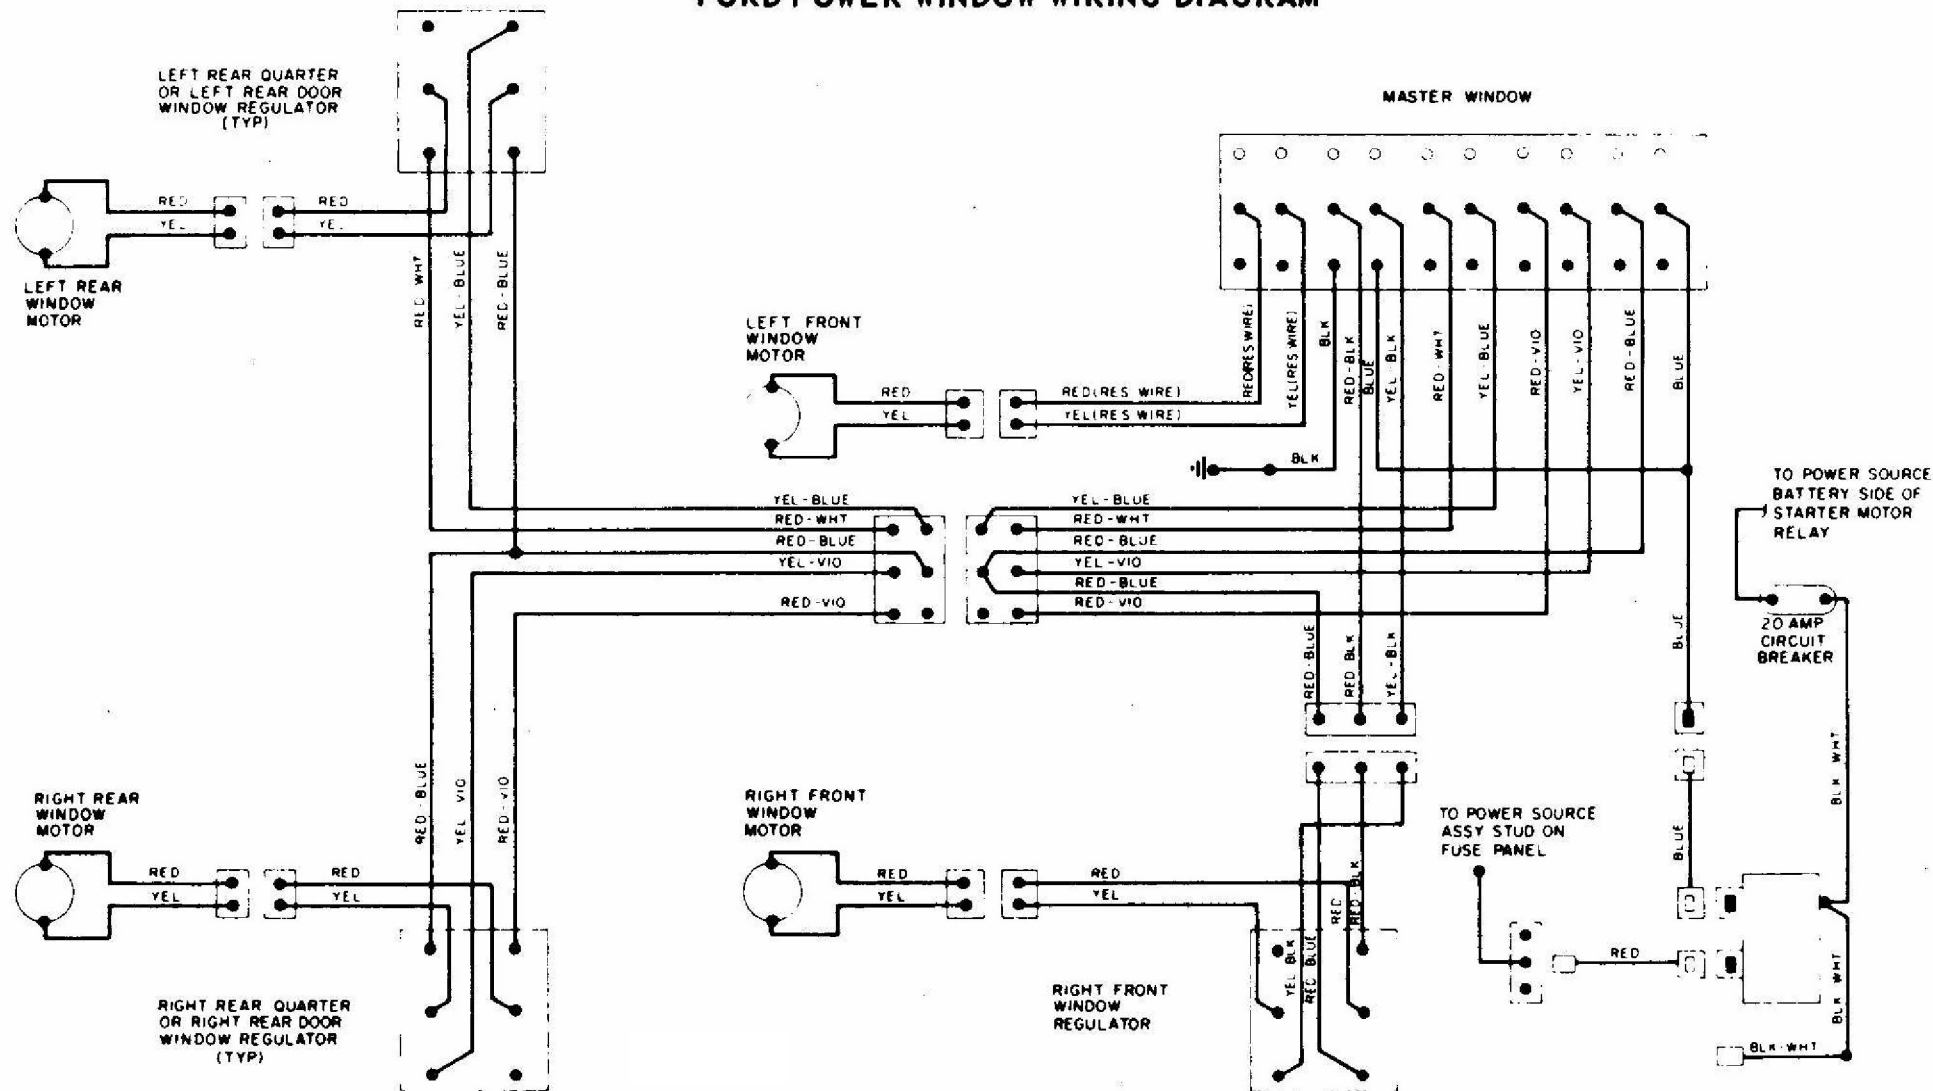 FORD POWER WINDOW WIRING DIAGRAM
LEFT REAR QUARTER
OR LEFT REAR DOOR
WINDOW REGULATOR
(TYP)
MASTER WINDOW
RED
YEL
RED
YEL
LEFT REAR
WINDOW
MOTOR
RED WHT
YEL-BLUE
RED-BLUE
LEFT FRONT
WINDOW
MOTOR
RED
YEL
RED(RES WIRE)
YEL(RES WIRE)
RED(RES WIRE)
YEL(RES WIRE)
BLK
RED-BLK
BLUE
YEL-BLK
RED-WHT
YEL-BLUE
RED-VIO
YEL-VIO
RED-BLUE
BLUE
BLK
TO POWER SOURCE
BATTERY SIDE OF
STARTER MOTOR
RELAY
YEL-BLUE
RED-WHT
RED-BLUE
YEL-VIO
RED-VIO
YEL-BLUE
RED-WHT
RED-BLUE
YEL-VIO
RED-BLUE
RED-VIO
20 AMP
CIRCUIT
BREAKER
RED-BLUE
RED BLK
YEL-BLK
BLUE
BLK WHT
RED-BLUE
YEL VIO
RED-VIO
RIGHT REAR
WINDOW
MOTOR
RED
YEL
RED
YEL
RIGHT FRONT
WINDOW
MOTOR
RED
YEL
RED
YEL
RED
RED-BLK
YEL BLK
RED BLUE
TO POWER SOURCE
ASSY STUD ON
FUSE PANEL
BLUE
RED
BLK WHT
BLK-WHT
RIGHT REAR QUARTER
OR RIGHT REAR DOOR
WINDOW REGULATOR
(TYP)
RIGHT FRONT
WINDOW
REGULATOR